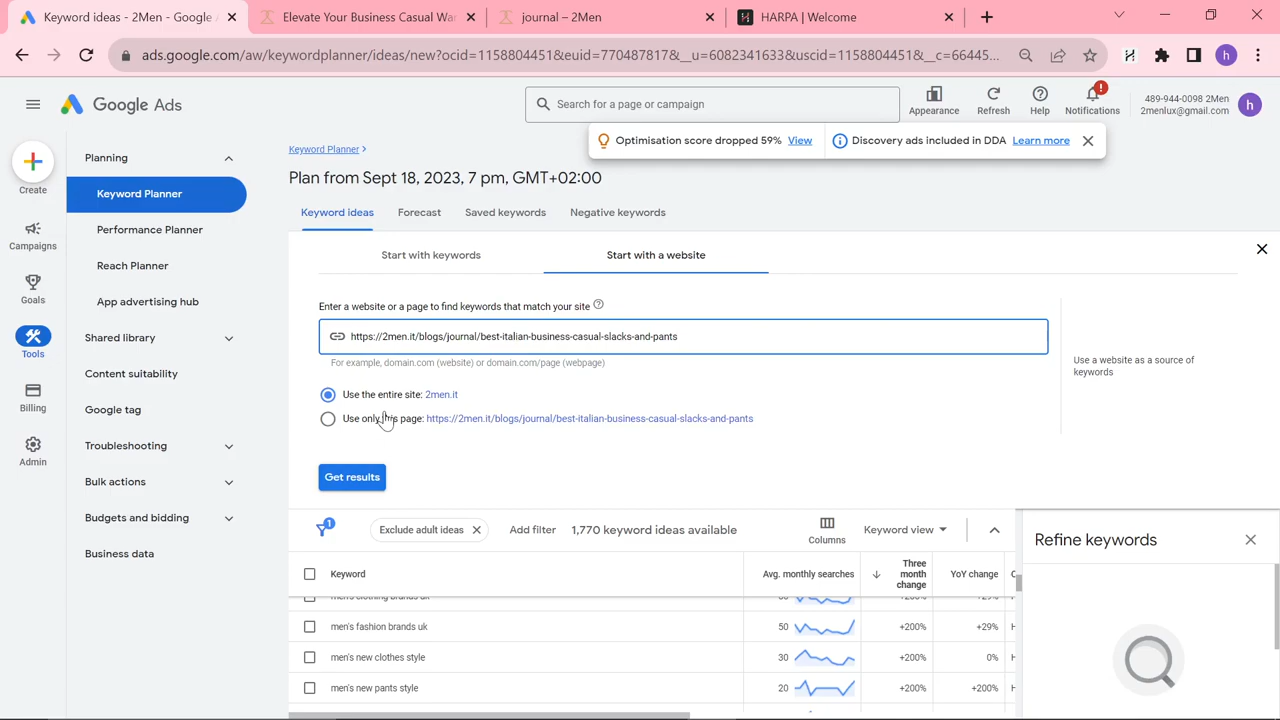 Keyword ideas - 2Men - Google Ad
Elevate Your Business Casual War
journal – 2Men
HARPA | Welcome
ads.google.com/aw/keywordplanner/ideas/new?ocid=1158804451&euid=770487817&__u=6082341633&uscid=1158804451&__c=66445...
h
Google Ads
Search for a page or campaign
Appearance
Refresh
Help
Notifications
489-944-0098 2Men
2menlux@gmail.com
h
Optimisation score dropped 59% View
Discovery ads included in DDA Learn more
Create
Campaigns
Goals
Tools
Billing
Admin
Planning
Keyword Planner
Performance Planner
Reach Planner
App advertising hub
Shared library
Content suitability
Google tag
Troubleshooting
Bulk actions
Budgets and bidding
Business data
Keyword Planner
Plan from Sept 18, 2023, 7 pm, GMT+02:00
Keyword ideas
Forecast
Saved keywords
Negative keywords
Start with keywords
Start with a website
Enter a website or a page to find keywords that match your site
https://2men.it/blogs/journal/best-italian-business-casual-slacks-and-pants
For example, domain.com (website) or domain.com/page (webpage)
Use the entire site: 2men.it
Use only this page: https://2men.it/blogs/journal/best-italian-business-casual-slacks-and-pants
Use a website as a source of
keywords
Get results
1
Exclude adult ideas
Add filter
1,770 keyword ideas available
Columns
Keyword view
Refine keywords
Keyword
Avg. monthly searches
Three
month
change
YoY change
men's clothing brands uk +200% +29%
men's fashion brands uk 50 +200% +29%
men's new clothes style 30 +200% 0%
men's new pants style 20 +200% +200%